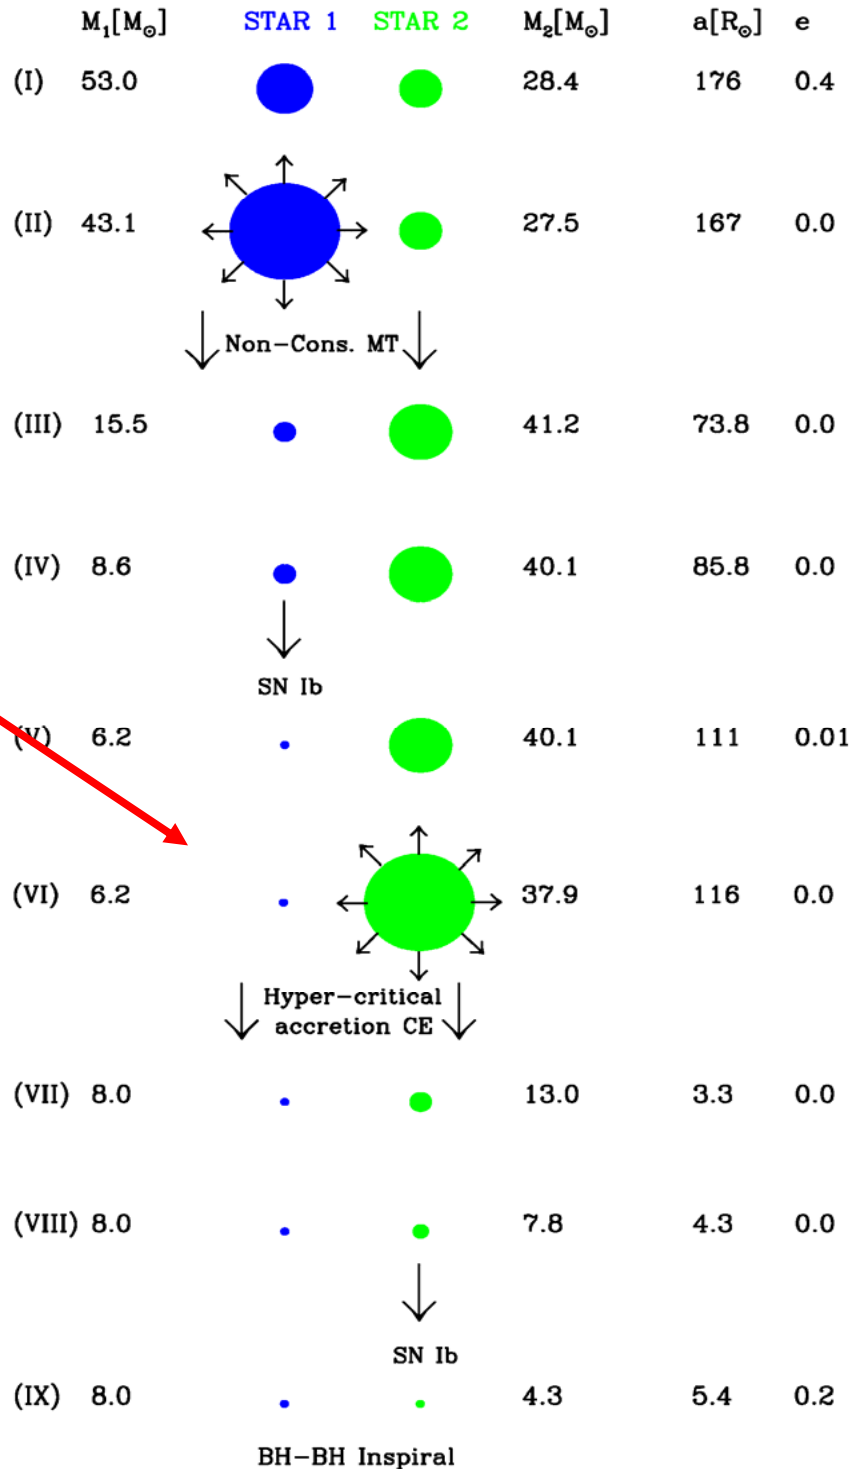 M₁[M☉] STAR 1 STAR 2 M₂[M☉] a[R☉] e
(I) 53.0 28.4 176 0.4
(II) 43.1 27.5 167 0.0
Non-Cons. MT
(III) 15.5 41.2 73.8 0.0
(IV) 8.6 40.1 85.8 0.0
SN Ib
(V) 6.2 40.1 111 0.01
(VI) 6.2 37.9 116 0.0
Hyper-critical
accretion CE
(VII) 8.0 13.0 3.3 0.0
(VIII) 8.0 7.8 4.3 0.0
SN Ib
(IX) 8.0 4.3 5.4 0.2
BH-BH Inspiral